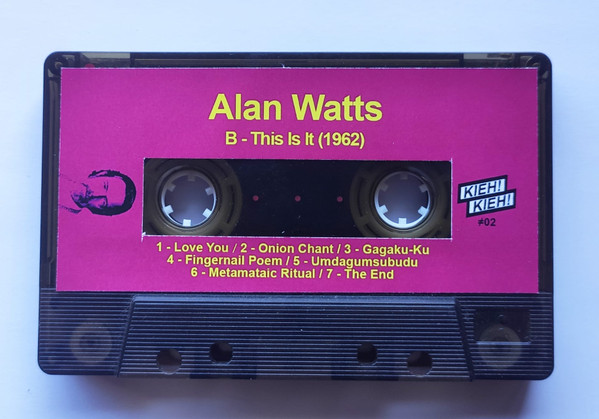 Alan Watts
B - This Is It (1962)
KIEH!
KIEH!
≠02
1 - Love You / 2 - Onion Chant / 3 - Gagaku-Ku
4 - Fingernail Poem / 5 - Umdagumsubudu
6 - Metamataic Ritual / 7 - The End